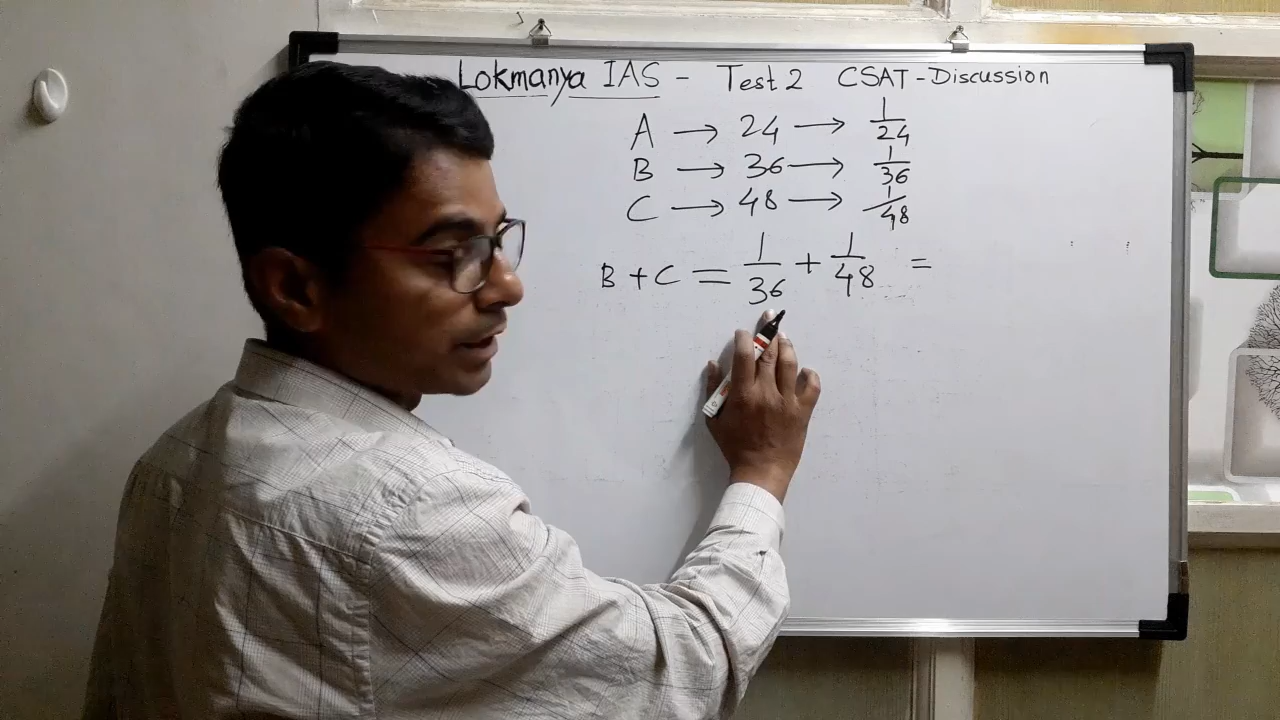 Lokmanya IAS - Test 2 CSAT - Discussion
A → 24 → 1/24
B → 36 → 1/36
C → 48 → 1/48
B + C = 1/36 + 1/48 =